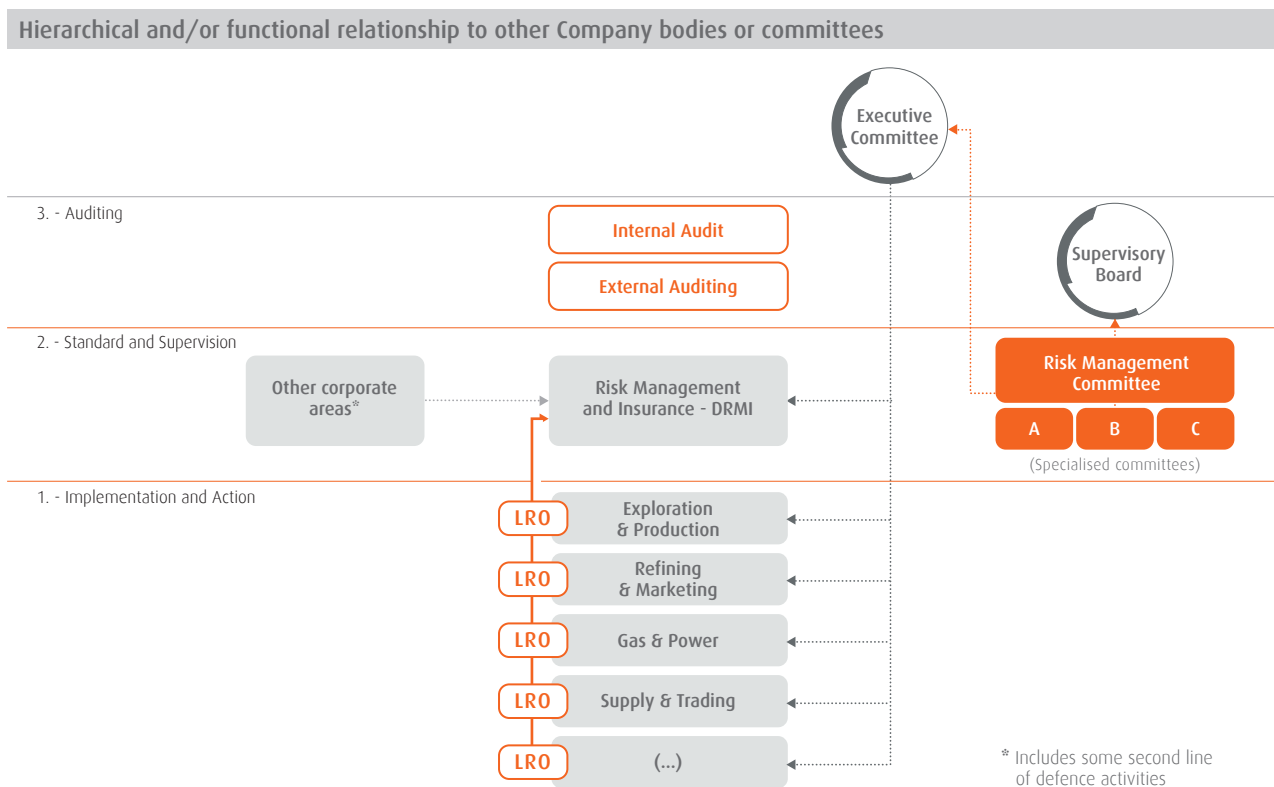 Hierarchical and/or functional relationship to other Company bodies or committees
Executive
Committee
3. - Auditing
Internal Audit
External Auditing
Supervisory
Board
2. - Standard and Supervision
Other corporate
areas*
Risk Management
and Insurance - DRMI
Risk Management
Committee
A B C
(Specialised committees)
1. - Implementation and Action
LRO
Exploration
& Production
LRO
Refining
& Marketing
LRO
Gas & Power
LRO
Supply & Trading
LRO
(...)
* Includes some second line
of defence activities